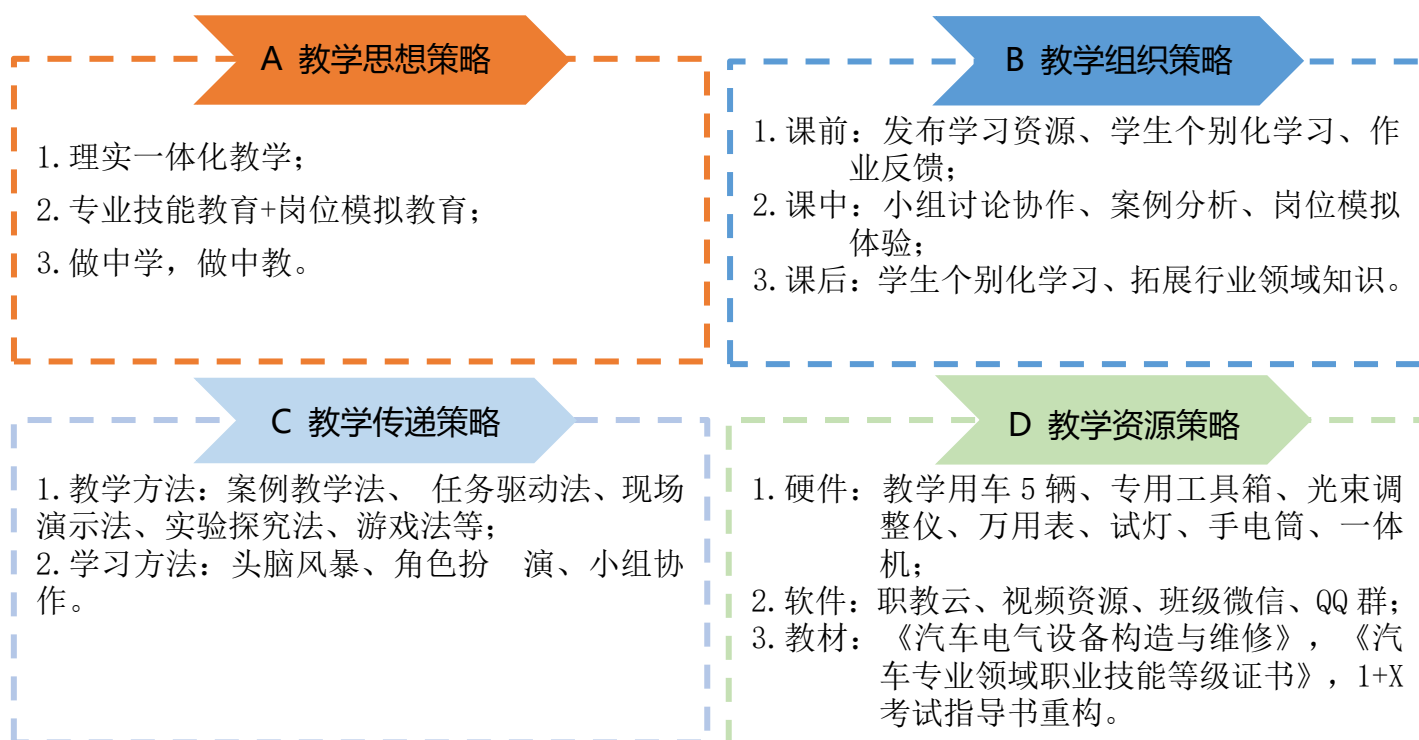 A 教学思想策略
1.理实一体化教学；
2.专业技能教育+岗位模拟教育；
3.做中学，做中教。
B 教学组织策略
1.课前：发布学习资源、学生个别化学习、作
业反馈；
2.课中：小组讨论协作、案例分析、岗位模拟
体验；
3.课后：学生个别化学习、拓展行业领域知识。
C 教学传递策略
1.教学方法：案例教学法、 任务驱动法、现场
演示法、实验探究法、游戏法等；
2.学习方法：头脑风暴、角色扮 演、小组协
作。
D 教学资源策略
1.硬件：教学用车 5 辆、专用工具箱、光束调
整仪、万用表、试灯、手电筒、一体
机；
2.软件：职教云、视频资源、班级微信、QQ 群；
3.教材：《汽车电气设备构造与维修》，《汽
车专业领域职业技能等级证书》，1+X
考试指导书重构。